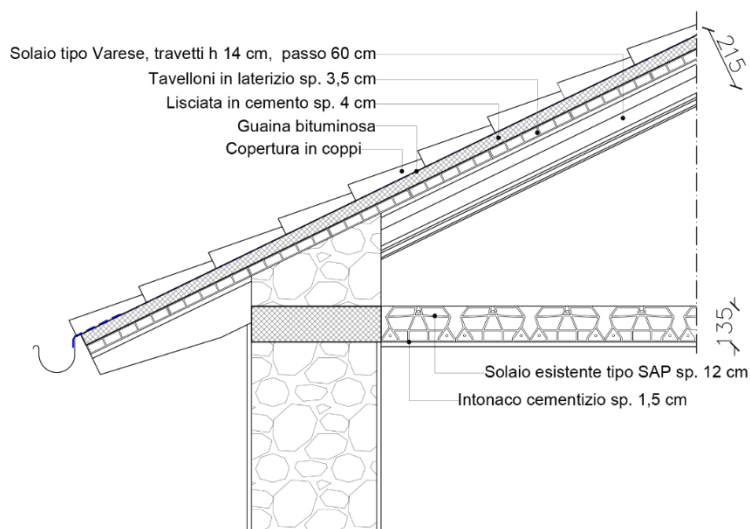 Solaio tipo Varese, travetti h 14 cm, passo 60 cm
Tavelloni in laterizio sp. 3,5 cm
Lisciata in cemento sp. 4 cm
Guaina bituminosa
Copertura in coppi
215
135
Solaio esistente tipo SAP sp. 12 cm
Intonaco cementizio sp. 1,5 cm